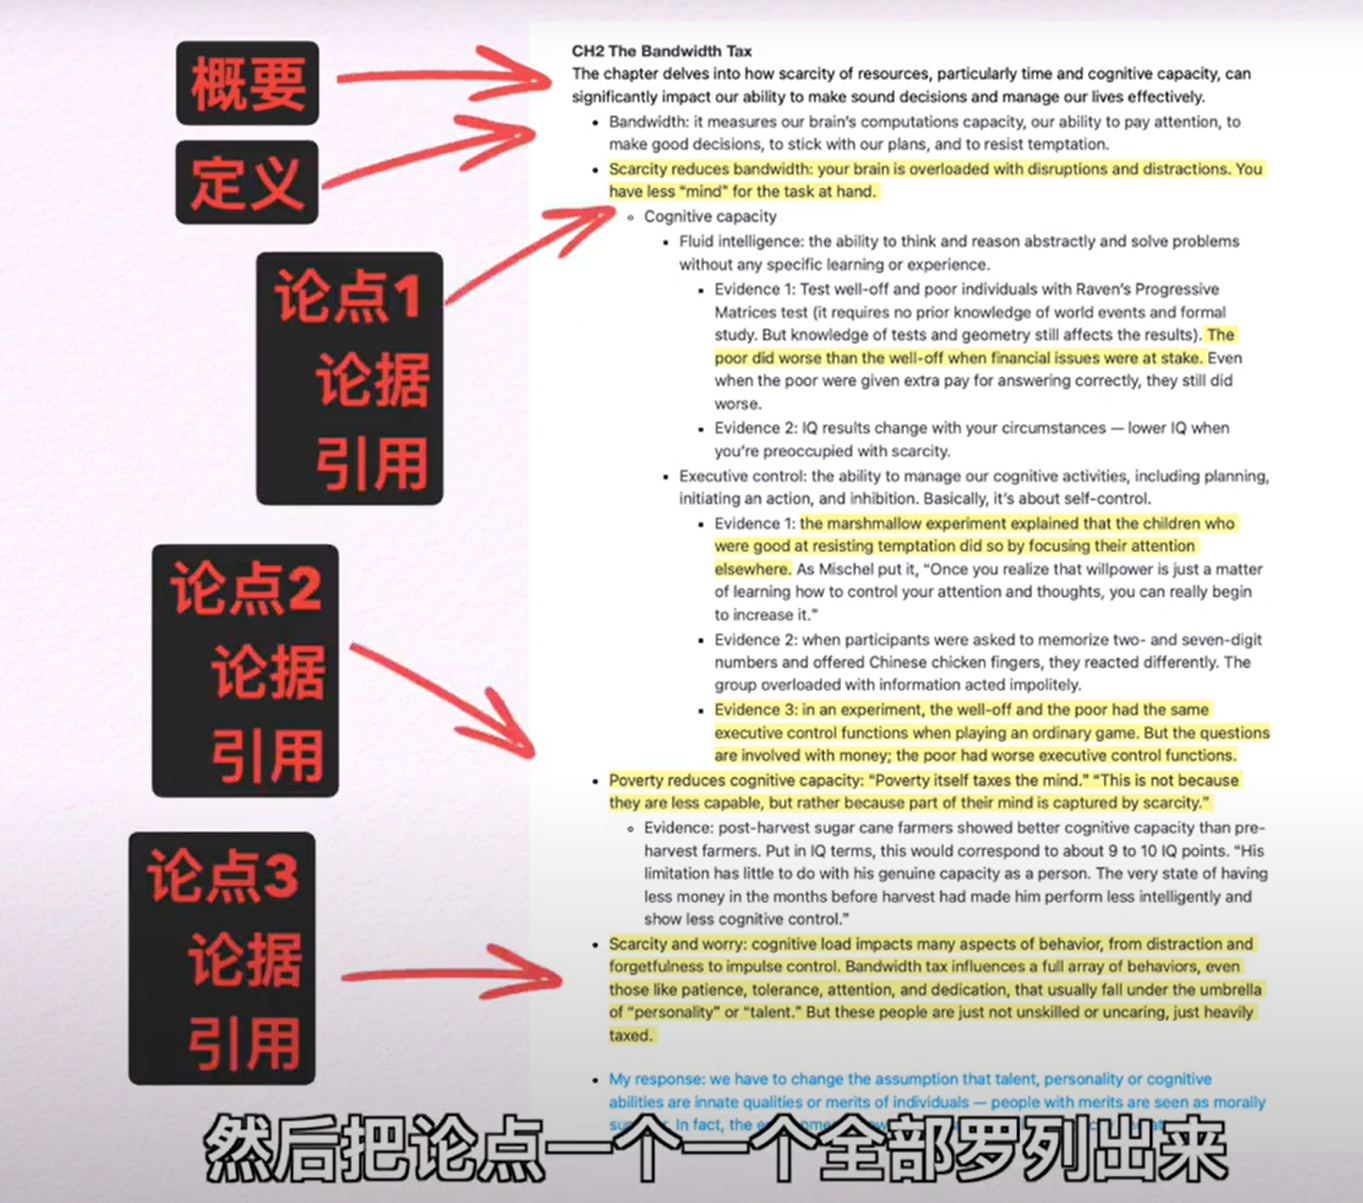 概要
定义
论点1
论据
引用
论点2
论据
引用
论点3
论据
引用
CH2 The Bandwidth Tax
The chapter delves into how scarcity of resources, particularly time and cognitive capacity, can
significantly impact our ability to make sound decisions and manage our lives effectively.
• Bandwidth: it measures our brain's computations capacity, our ability to pay attention, to
make good decisions, to stick with our plans, and to resist temptation.
• Scarcity reduces bandwidth: your brain is overloaded with disruptions and distractions. You
have less "mind" for the task at hand.
◦ Cognitive capacity
▪ Fluid intelligence: the ability to think and reason abstractly and solve problems
without any specific learning or experience.
▪ Evidence 1: Test well-off and poor individuals with Raven's Progressive
Matrices test (it requires no prior knowledge of world events and formal
study. But knowledge of tests and geometry still affects the results). The
poor did worse than the well-off when financial issues were at stake. Even
when the poor were given extra pay for answering correctly, they still did
worse.
▪ Evidence 2: IQ results change with your circumstances — lower IQ when
you're preoccupied with scarcity.
▪ Executive control: the ability to manage our cognitive activities, including planning,
initiating an action, and inhibition. Basically, it's about self-control.
▪ Evidence 1: the marshmallow experiment explained that the children who
were good at resisting temptation did so by focusing their attention
elsewhere. As Mischel put it, "Once you realize that willpower is just a matter
of learning how to control your attention and thoughts, you can really begin
to increase it."
▪ Evidence 2: when participants were asked to memorize two- and seven-digit
numbers and offered Chinese chicken fingers, they reacted differently. The
group overloaded with information acted impolitely.
▪ Evidence 3: in an experiment, the well-off and the poor had the same
executive control functions when playing an ordinary game. But the questions
are involved with money; the poor had worse executive control functions.
• Poverty reduces cognitive capacity: "Poverty itself taxes the mind." "This is not because
they are less capable, but rather because part of their mind is captured by scarcity."
◦ Evidence: post-harvest sugar cane farmers showed better cognitive capacity than pre-
harvest farmers. Put in IQ terms, this would correspond to about 9 to 10 IQ points. "His
limitation has little to do with his genuine capacity as a person. The very state of having
less money in the months before harvest had made him perform less intelligently and
show less cognitive control."
• Scarcity and worry: cognitive load impacts many aspects of behavior, from distraction and
forgetfulness to impulse control. Bandwidth tax influences a full array of behaviors, even
those like patience, tolerance, attention, and dedication, that usually fall under the umbrella
of "personality" or "talent." But these people are just not unskilled or uncaring, just heavily
taxed.
• My response: we have to change the assumption that talent, personality or cognitive
abilities are innate qualities or merits of individuals — people with merits are seen as morally
In fact, the
然后把论点一个一个全部罗列出来